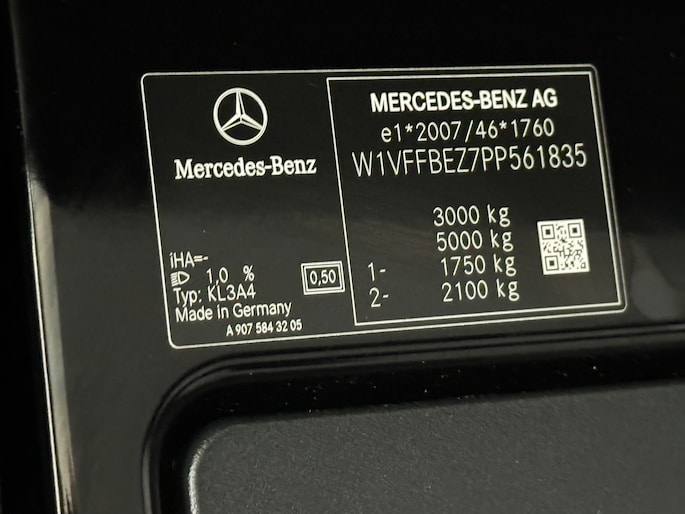 Mercedes-Benz
iHA=-
1,0 %
0,50
Typ: KL3A4
Made in Germany
A 907 584 32 05
MERCEDES-BENZ AG
e1*2007/46*1760
W1VFFBEZ7PP561835
3000 kg
5000 kg
1- 1750 kg
2- 2100 kg